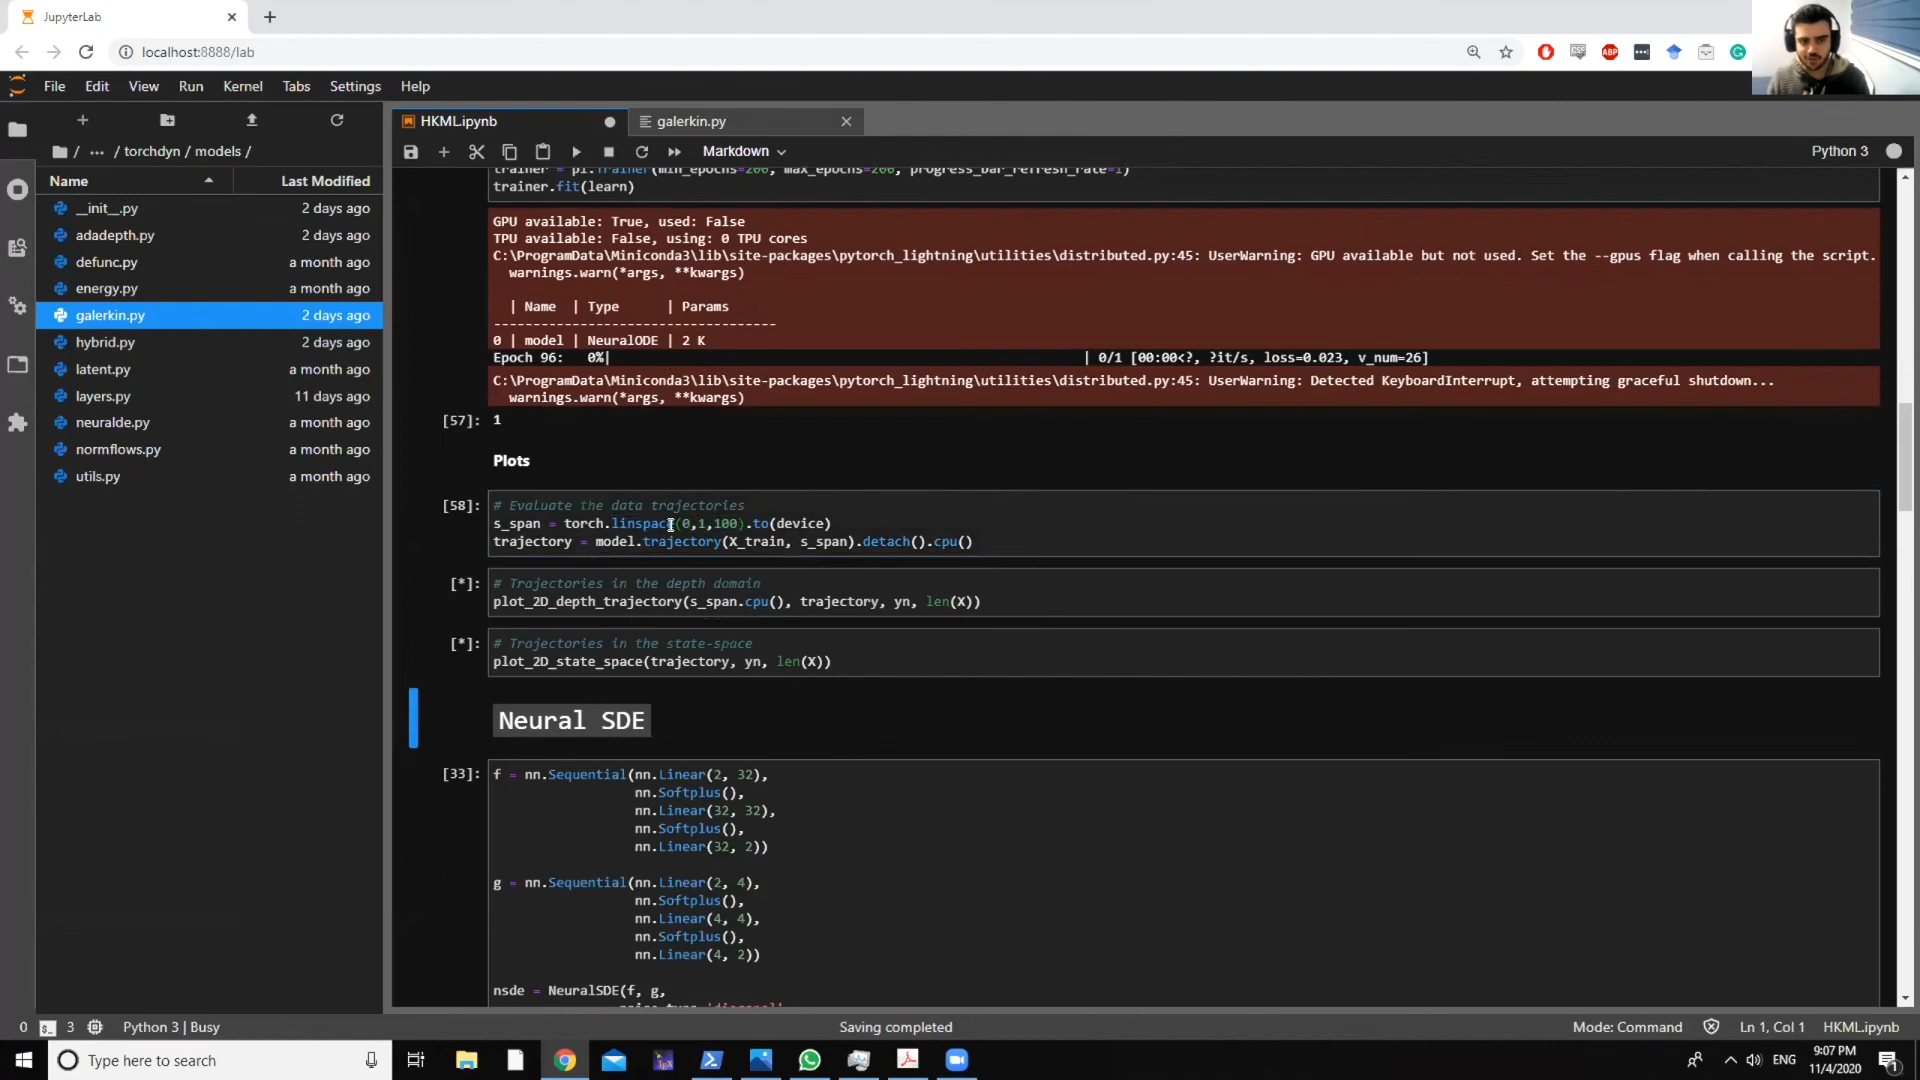 JupyterLab
localhost:8888/lab
CSS
ABP
File Edit View Run Kernel Tabs Settings Help
HKML.ipynb
galerkin.py
/ ... / torchdyn / models /
Markdown
Python 3
Name
Last Modified
__init__.py
2 days ago
adadepth.py
2 days ago
defunc.py
a month ago
energy.py
a month ago
galerkin.py
2 days ago
hybrid.py
2 days ago
latent.py
a month ago
layers.py
11 days ago
neuralde.py
a month ago
normflows.py
a month ago
utils.py
a month ago
trainer = pl.Trainer(min_epochs=200, max_epochs=200, progress_bar_refresh_rate=1)
trainer.fit(learn)
GPU available: True, used: False
TPU available: False, using: 0 TPU cores
C:\ProgramData\Miniconda3\lib\site-packages\pytorch_lightning\utilities\distributed.py:45: UserWarning: GPU available but not used. Set the --gpus flag when calling the script.
warnings.warn(*args, **kwargs)
| Name | Type | Params
------------------------------------
0 | model | NeuralODE | 2 K
Epoch 96: 0%| | 0/1 [00:00<?, ?it/s, loss=0.023, v_num=26]
C:\ProgramData\Miniconda3\lib\site-packages\pytorch_lightning\utilities\distributed.py:45: UserWarning: Detected KeyboardInterrupt, attempting graceful shutdown...
warnings.warn(*args, **kwargs)
[57]: 1
Plots
[58]: # Evaluate the data trajectories
s_span = torch.linspace(0,1,100).to(device)
trajectory = model.trajectory(X_train, s_span).detach().cpu()
[*]: # Trajectories in the depth domain
plot_2D_depth_trajectory(s_span.cpu(), trajectory, yn, len(X))
[*]: # Trajectories in the state-space
plot_2D_state_space(trajectory, yn, len(X))
Neural SDE
[33]: f = nn.Sequential(nn.Linear(2, 32),
nn.Softplus(),
nn.Linear(32, 32),
nn.Softplus(),
nn.Linear(32, 2))
g = nn.Sequential(nn.Linear(2, 4),
nn.Softplus(),
nn.Linear(4, 4),
nn.Softplus(),
nn.Linear(4, 2))
nsde = NeuralSDE(f, g,
0 $_ 3 Python 3 | Busy
Saving completed
Mode: Command
Ln 1, Col 1 HKML.ipynb
Type here to search
ENG
9:07 PM
11/4/2020
1